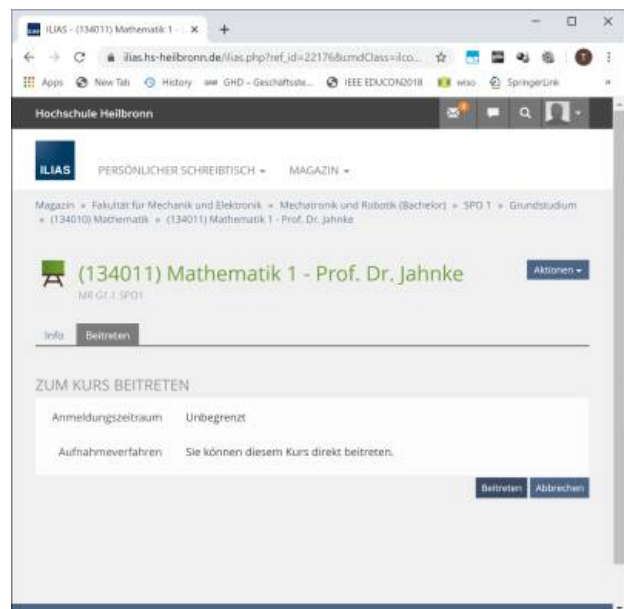 ILIAS - (134011) Mathematik 1 -
ilias.hs-heilbronn.de/ilias.php?ref_id=22176&cmdClass=ilco...
Apps New Tab History GHD - Geschäftsste... IEEE EDUCON2018 wiso SpringerLink
Hochschule Heilbronn
ILIAS PERSÖNLICHER SCHREIBTISCH MAGAZIN
Magazin » Fakultät für Mechanik und Elektronik » Mechatronik und Robotik (Bachelor) » SPO 1 » Grundstudium
» (134010) Mathematik » (134011) Mathematik 1 - Prof. Dr. Jahnke
(134011) Mathematik 1 - Prof. Dr. Jahnke Aktionen
MR G1.1 SPO1
Info Beitreten
ZUM KURS BEITRETEN
Anmeldungszeitraum Unbegrenzt
Aufnahmeverfahren Sie können diesem Kurs direkt beitreten.
Beitreten Abbrechen